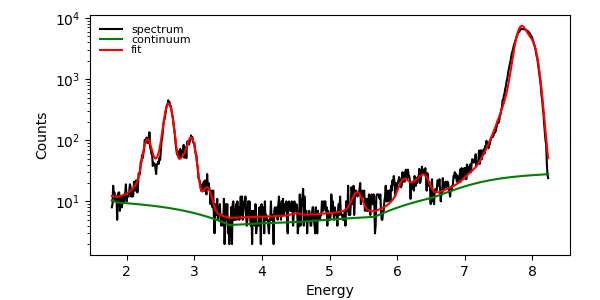 10^4
10^3
10^2
10^1
Counts
spectrum
continuum
fit
2 3 4 5 6 7 8
Energy